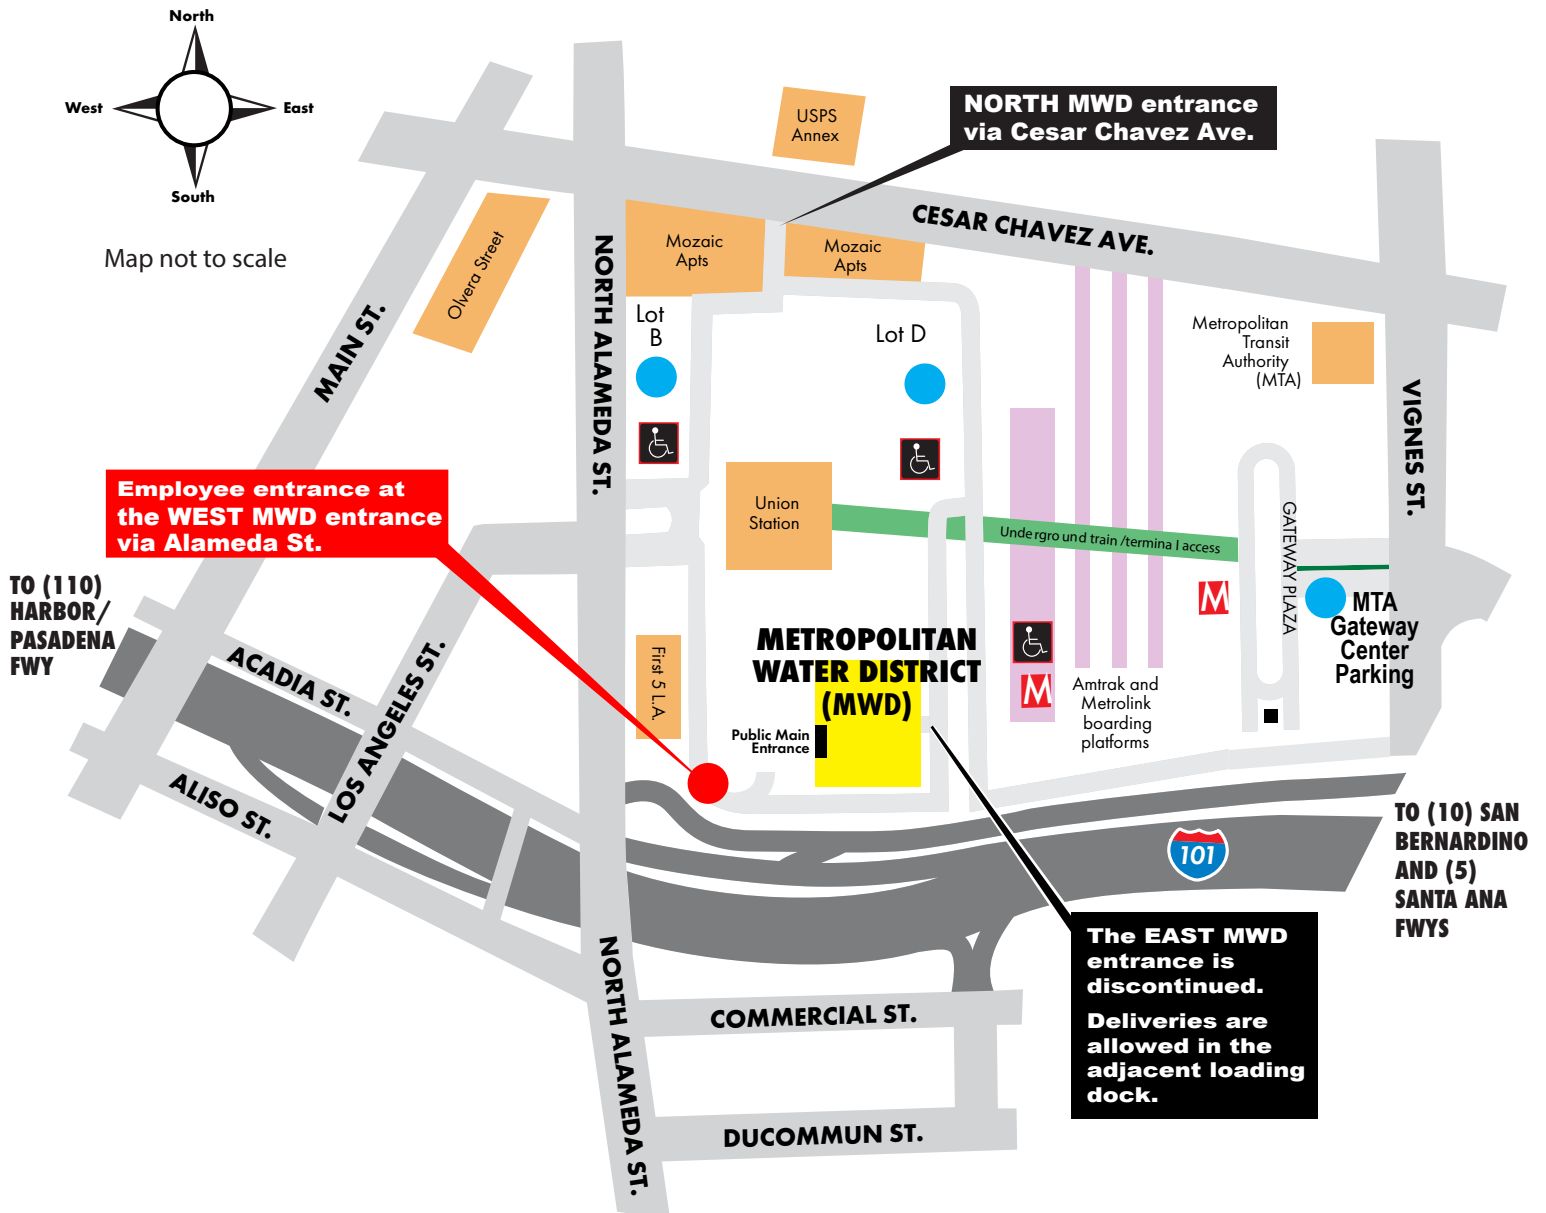 North
West
East
South
Map not to scale
USPS
Annex
NORTH MWD entrance
via Cesar Chavez Ave.
CESAR CHAVEZ AVE.
Mozaic
Apts
Mozaic
Apts
Olvera Street
MAIN ST.
NORTH ALAMEDA ST.
Lot
B
Lot D
Metropolitan
Transit
Authority
(MTA)
VIGNES ST.
Employee entrance at
the WEST MWD entrance
via Alameda St.
Union
Station
Underground train/terminal access
GATEWAY PLAZA
TO (110)
HARBOR/
PASADENA
FWY
M
MTA
Gateway
Center
Parking
ACADIA ST.
LOS ANGELES ST.
First 5 L.A.
METROPOLITAN
WATER DISTRICT
(MWD)
M
Amtrak and
Metrolink
boarding
platforms
Public Main
Entrance
ALISO ST.
101
TO (10) SAN
BERNARDINO
AND (5)
SANTA ANA
FWYS
The EAST MWD
entrance is
discontinued.
Deliveries are
allowed in the
adjacent loading
dock.
NORTH ALAMEDA ST.
COMMERCIAL ST.
DUCOMMUN ST.